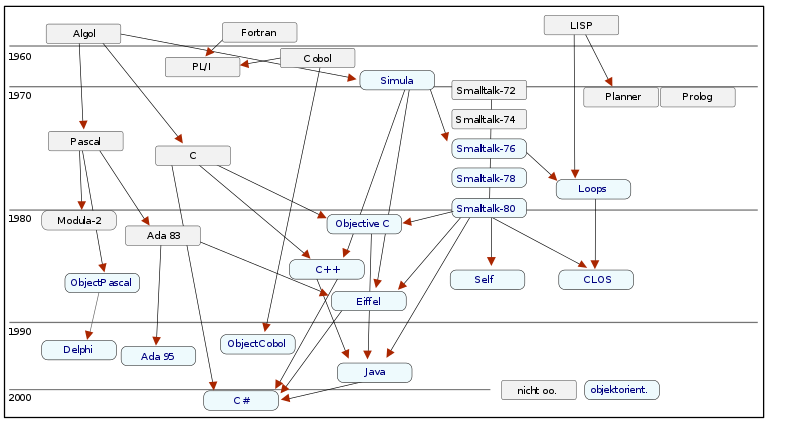 LISP
Algol
Fortran
1960
Cobol
PL/I
Simula
1970
Smalltalk-72
Planner
Prolog
Smalltalk-74
Pascal
C
Smalltalk-76
Smalltalk-78
Loops
1980
Smalltalk-80
Modula-2
Objective C
Ada 83
C++
ObjectPascal
Self
CLOS
Eiffel
1990
ObjectCobol
Delphi
Ada 95
Java
2000
C #
nicht oo.
objektorient.